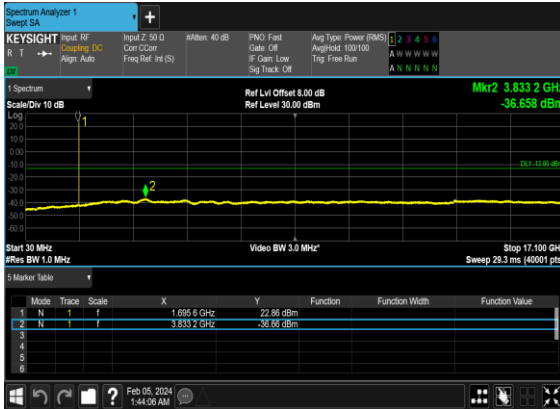 Spectrum Analyzer 1
Swept SA
+
KEYSIGHT
R T
Input: RF
Coupling: DC
Align: Auto
Input Z: 50 Ω
Corr CCorr
Freq Ref: Int (S)
#Atten: 40 dB
PNO: Fast
Gate: Off
IF Gain: Low
Sig Track: Off
Avg Type: Power (RMS)
Avg|Hold: 100/100
Trig: Free Run
1 2 3 4 5 6
A W W W W W
A N N N N N
1 Spectrum
Scale/Div 10 dB
Ref Lvl Offset 8.00 dB
Ref Level 30.00 dBm
Mkr2 3.833 2 GHz
-36.658 dBm
Log
20.0
10.0
0.00
-10.0
-20.0
-30.0
-40.0
-50.0
-60.0
1
2
DL1 -13.00 dBm
Start 30 MHz
#Res BW 1.0 MHz
Video BW 3.0 MHz*
Stop 17.100 GHz
Sweep 29.3 ms (40001 pts)
5 Marker Table
Mode Trace Scale X Y Function Function Width Function Value
1 N 1 f 1.695 6 GHz 22.86 dBm
2 N 1 f 3.833 2 GHz -36.66 dBm
3
4
5
6
?
Feb 05, 2024
1:44:06 AM